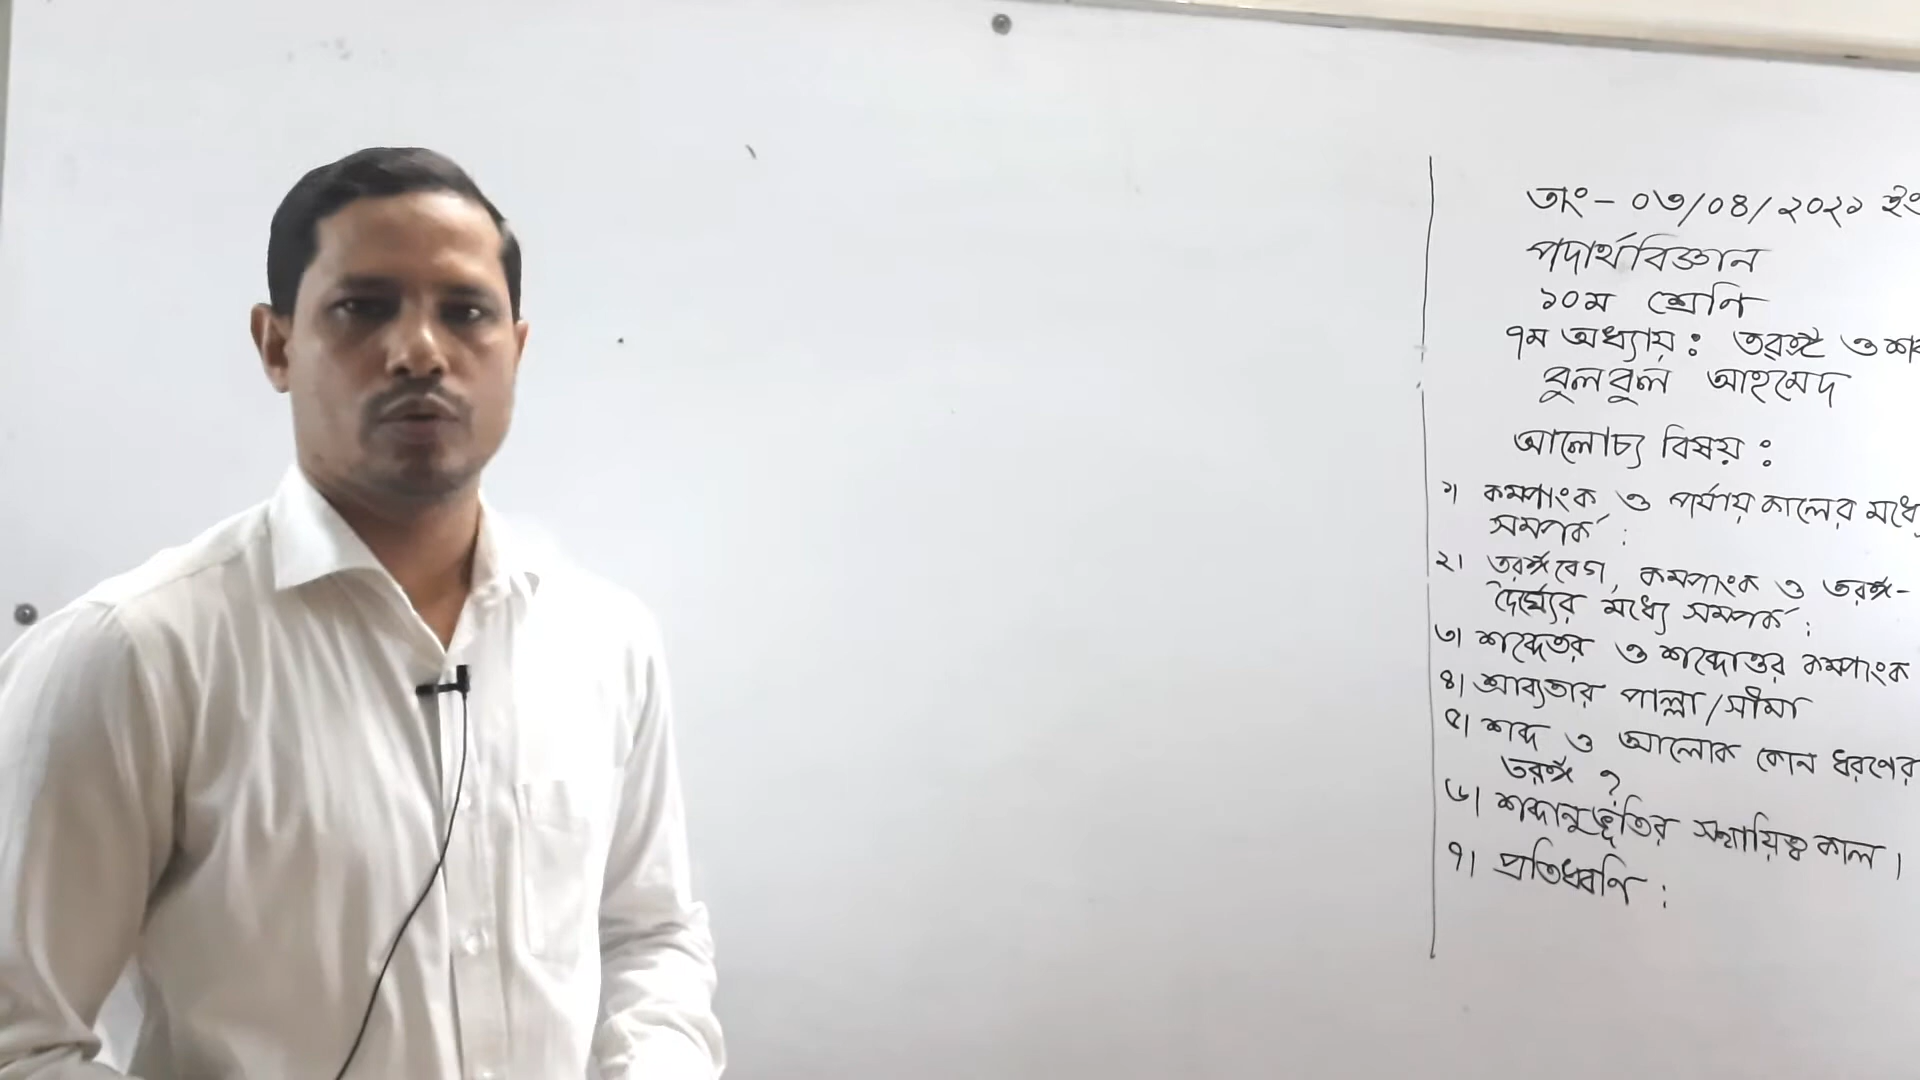 তাং- ০৩/০৪/২০২১ ইং
পদার্থবিজ্ঞান
১০ম শ্রেণি
৭ম অধ্যায়: তরঙ্গ ও
বুলবুল আহমেদ
আলোচ্য বিষয়:
১। কম্পাংক ও পর্যায় কালের মধ্যে
সম্পর্ক:
২। তরঙ্গবেগ, কম্পাংক ও তরঙ্গ-
দৈর্ঘ্যের মধ্যে সম্পর্ক:
৩। শব্দেতর ও শব্দোত্তর কম্পাংক
৪। শ্রাব্যতার পাল্লা/সীমা
৫। শব্দ ও আলোক কোন ধরণের
তরঙ্গ?
৬। শব্দানুভূতির স্থায়িত্ব কাল।
৭। প্রতিধ্বণি: